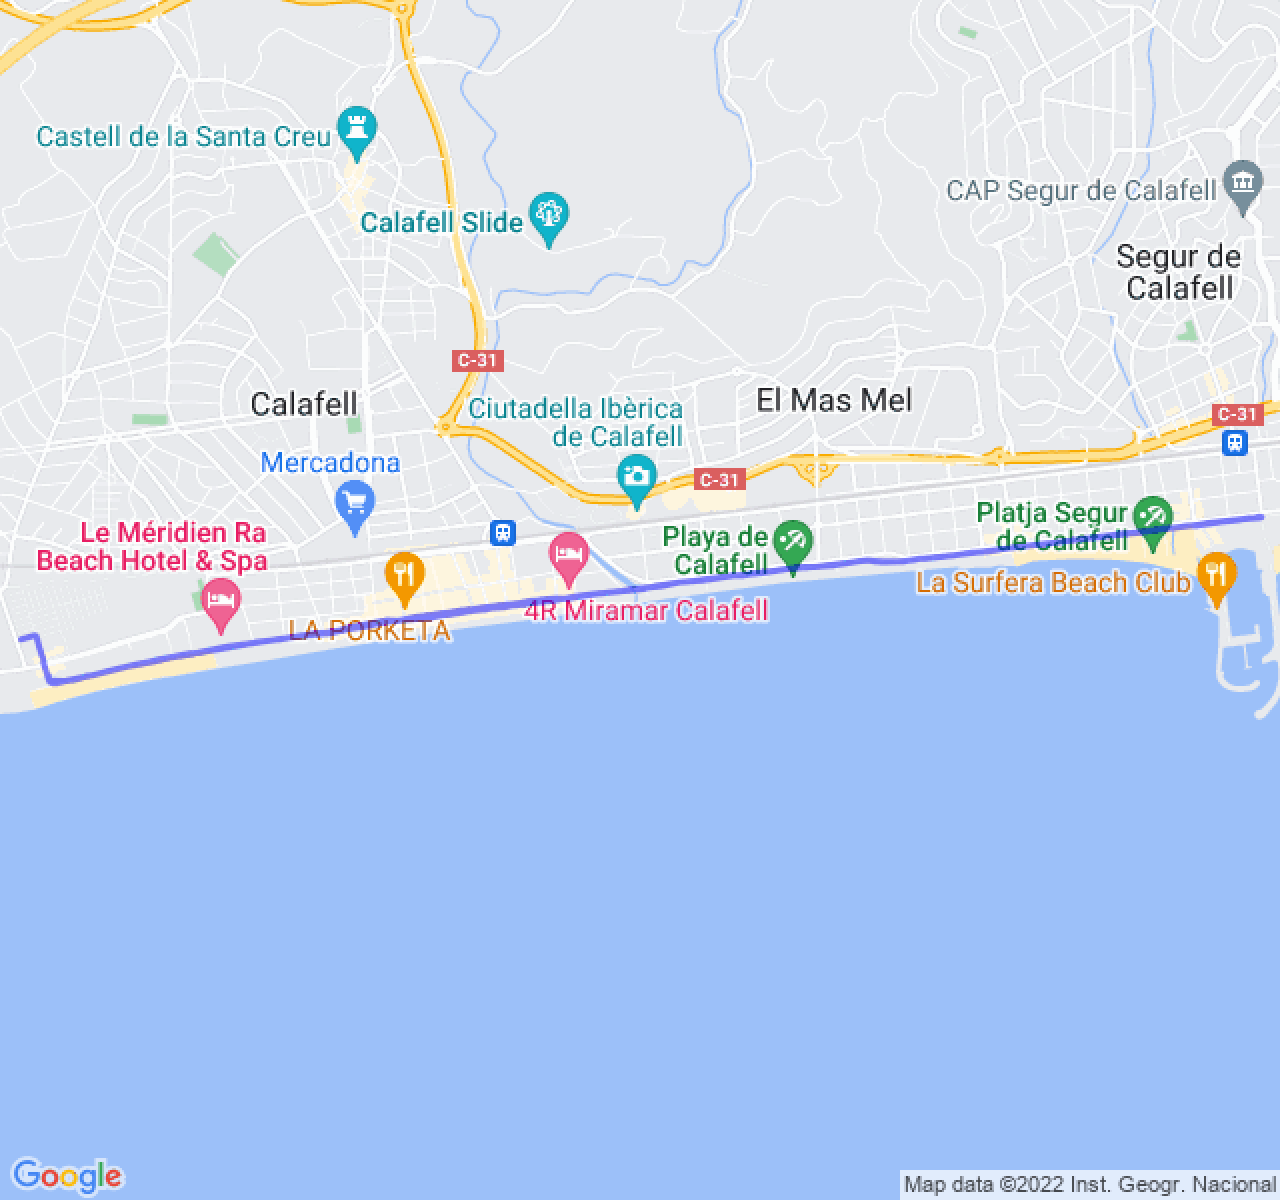 Castell de la Santa Creu
CAP Segur de Calafell
Calafell Slide
Segur de
Calafell
C-31
El Mas Mel
Calafell
Ciutadella Ibèrica
de Calafell
C-31
Mercadona
C-31
Platja Segur
de Calafell
Le Méridien Ra
Beach Hotel & Spa
Playa de
Calafell
La Surfera Beach Club
4R Miramar Calafell
LA PORKETA
Google
Map data ©2022 Inst. Geogr. Nacional